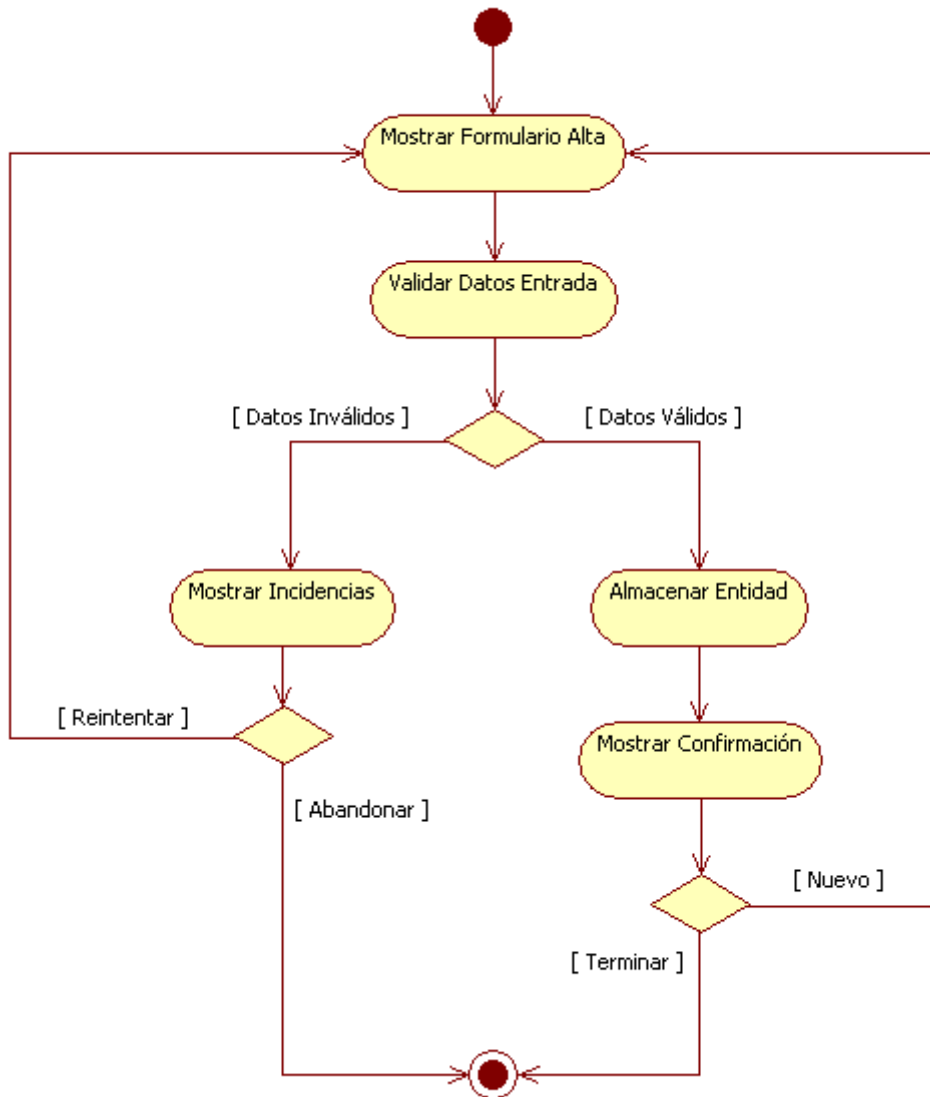 Mostrar Formulario Alta
Validar Datos Entrada
[ Datos Inválidos ]
[ Datos Válidos ]
Mostrar Incidencias
Almacenar Entidad
[ Reintentar ]
Mostrar Confirmación
[ Abandonar ]
[ Nuevo ]
[ Terminar ]